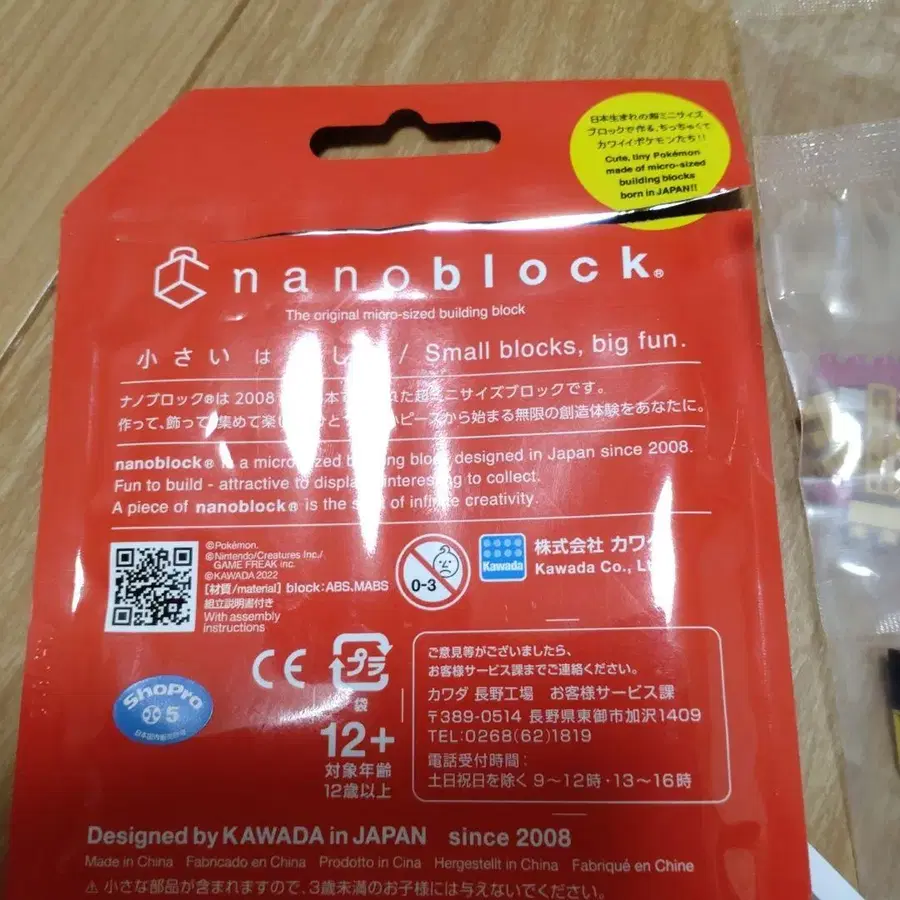 日本生まれの超ミニサイズ
ブロックで作る、ちっちゃくて
カワイイポケモンたち!!
Cute, tiny Pokémon
made of micro-sized
building blocks
born in JAPAN!!
nanoblock®
The original micro-sized building block
小さい は し / Small blocks, big fun.
ナノブロック®は 2008 本で た超ミニサイズブロックです。
作って、飾って、集めて楽し ピースから始まる無限の創造体験をあなたに。
nanoblock® is a micro-sized building block designed in Japan since 2008.
Fun to build - attractive to display, interesting to collect.
A piece of nanoblock® is the start of infinite creativity.
©Pokémon.
©Nintendo/Creatures Inc./
GAME FREAK inc.
©KAWADA 2022
[材質/material] block:ABS,MABS
組立説明書付き
With assembly
instructions
0-3
Kawada
株式会社 カワダ
Kawada Co., Lt
CE
プラ
袋
ShoPro
5
12+
対象年齢
12歳以上
ご意見等がございましたら、
お客様サービス課までご連絡ください。
カワダ 長野工場 お客様サービス課
〒389-0514 長野県東御市加沢1409
TEL:0268(62)1819
電話受付時間:
土日祝日を除く 9〜12時・13〜16時
Designed by KAWADA in JAPAN since 2008
Made in China Fabricado en China Prodotto in Cina Hergestellt in China Fabriqué en Chine
⚠ 小さな部品が含まれますので、3歳未満のお子様には与えないでください。